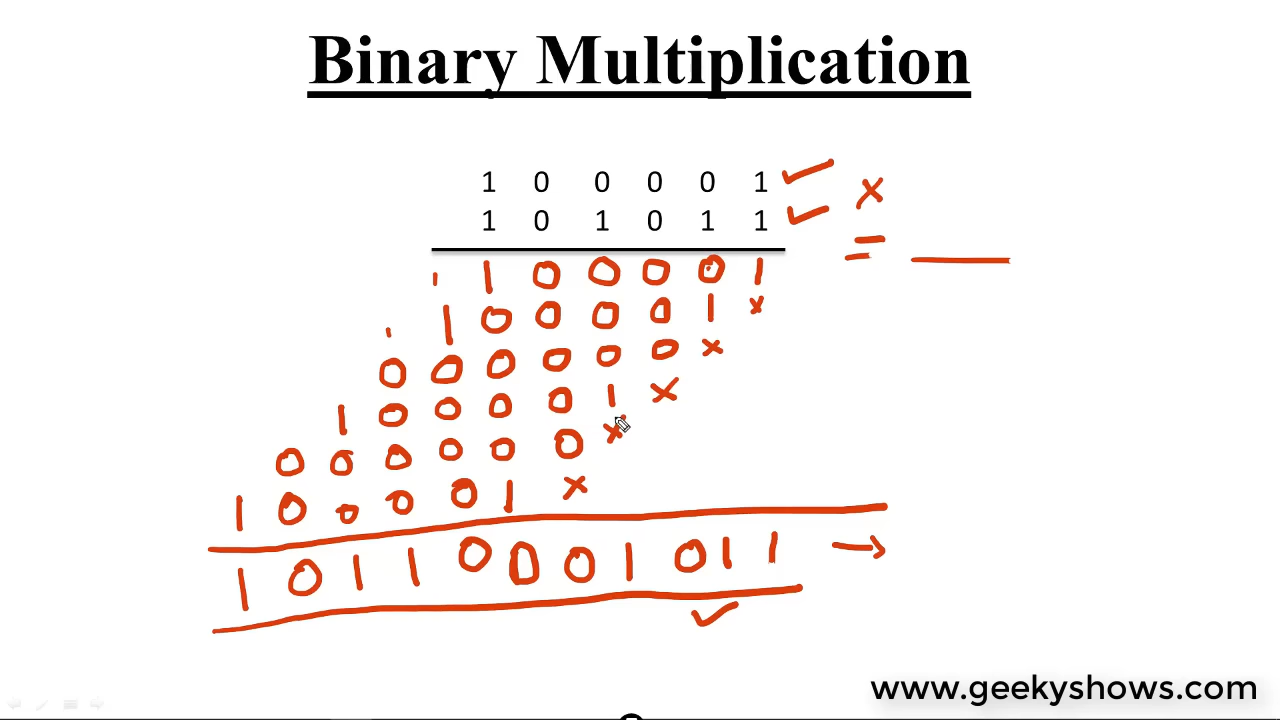 Binary Multiplication
1 0 0 0 0 1 ✓ ×
1 0 1 0 1 1 ✓ =
1 1 0 0 0 0 1
1 1 0 0 0 0 1 ×
0 0 0 0 0 0 ×
1 0 0 0 0 1 ×
0 0 0 0 0 0 ×
1 0 0 0 0 1 ×
1 0 1 1 0 0 0 1 0 1 1 →
✓
www.geekyshows.com